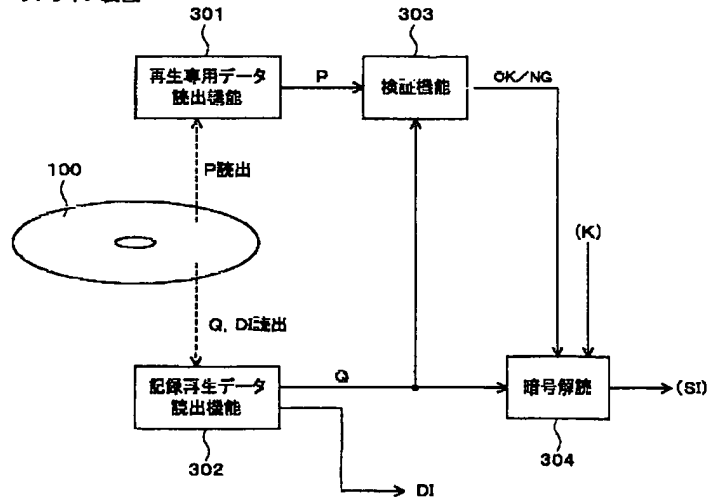 301
303
再生専用データ
読出機能
P
検証機能
OK/NG
P読出
100
(K)
Q, DI読出
記録再生データ
読出機能
Q
暗号解読
(SI)
302
304
DI